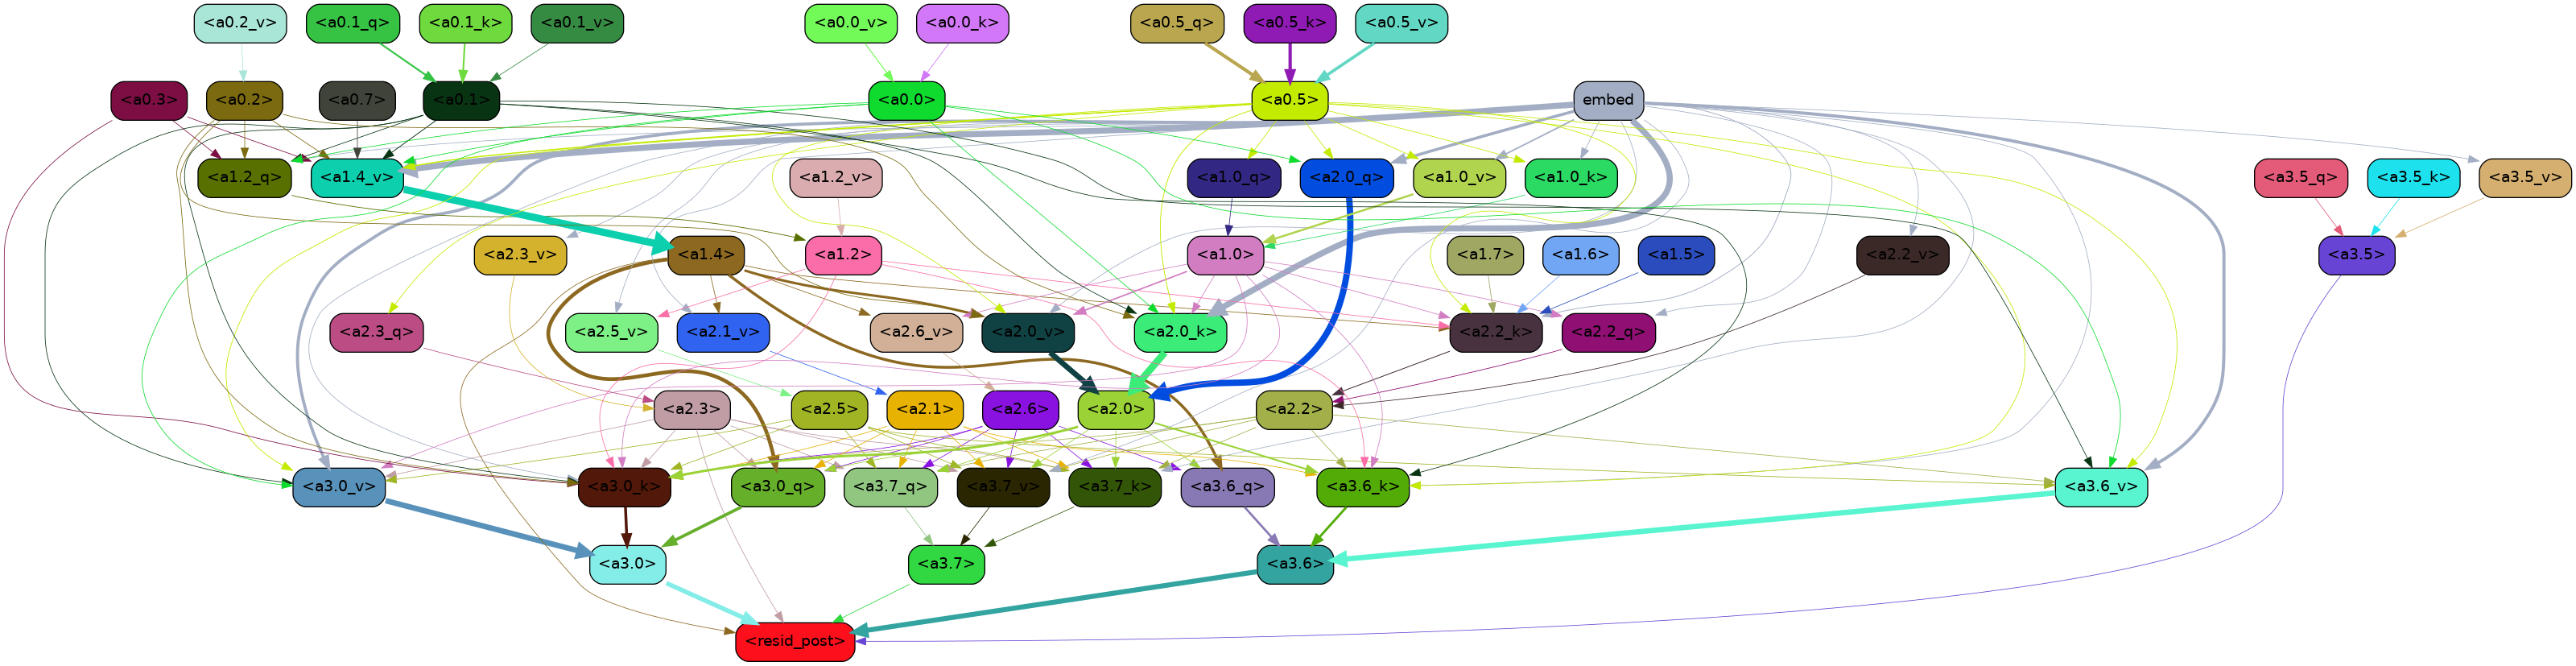 <a0.2_v> <a0.1_q> <a0.1_k> <a0.1_v> <a0.0_v> <a0.0_k> <a0.5_q> <a0.5_k> <a0.5_v>
<a0.3> <a0.2> <a0.7> <a0.1> <a0.0> <a0.5> embed
<a1.2_q> <a1.4_v> <a1.2_v> <a1.0_q> <a2.0_q> <a1.0_v> <a1.0_k> <a3.5_q> <a3.5_k> <a3.5_v>
<a2.3_v> <a1.4> <a1.2> <a1.0> <a1.7> <a1.6> <a1.5> <a2.2_v> <a3.5>
<a2.3_q> <a2.5_v> <a2.1_v> <a2.6_v> <a2.0_v> <a2.0_k> <a2.2_k> <a2.2_q>
<a2.3> <a2.5> <a2.1> <a2.6> <a2.0> <a2.2>
<a3.0_v> <a3.0_k> <a3.0_q> <a3.7_q> <a3.7_v> <a3.7_k> <a3.6_q> <a3.6_k> <a3.6_v>
<a3.0> <a3.7> <a3.6>
<resid_post>